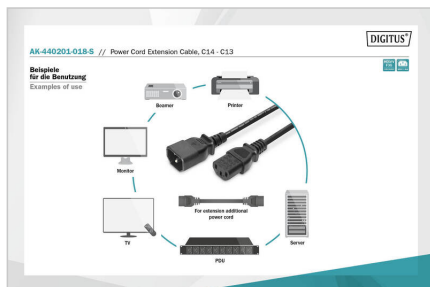 DIGITUS®
AK-440201-018-S // Power Cord Extension Cable, C14 - C13
Beispiele
für die Benutzung
Examples of use
Beamer
Printer
Monitor
For extension additional
power cord
TV
Server
PDU